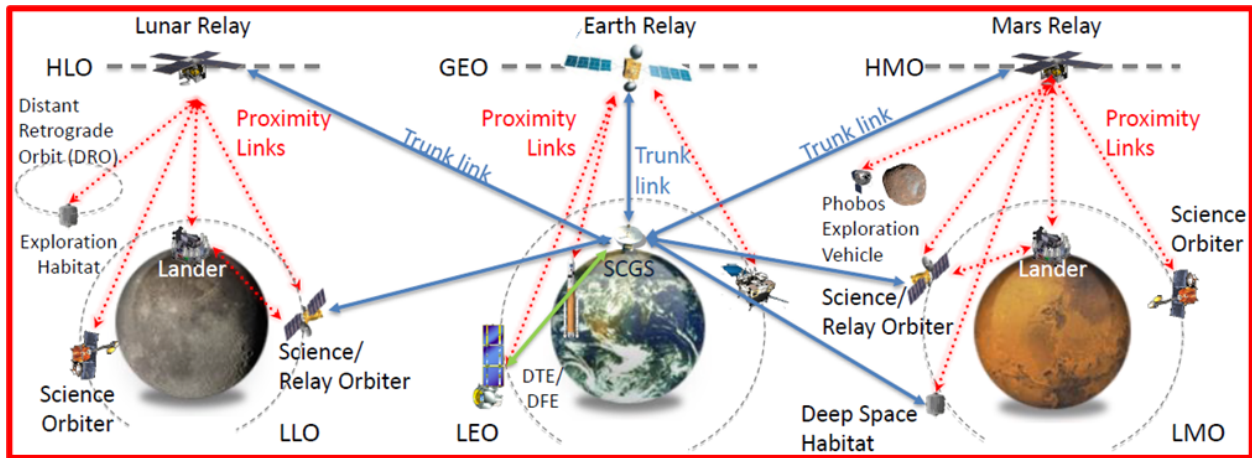 Lunar Relay
Earth Relay
Mars Relay
HLO
GEO
HMO
Distant
Retrograde
Orbit (DRO)
Proximity
Links
Trunk link
Proximity
Links
Trunk
link
Trunk link
Proximity
Links
Exploration
Habitat
Lander
SCGS
Phobos
Exploration
Vehicle
Lander
Science
Orbiter
Science/
Relay Orbiter
Science/
Relay Orbiter
Science
Orbiter
DTE/
DFE
Deep Space
Habitat
LLO
LEO
LMO